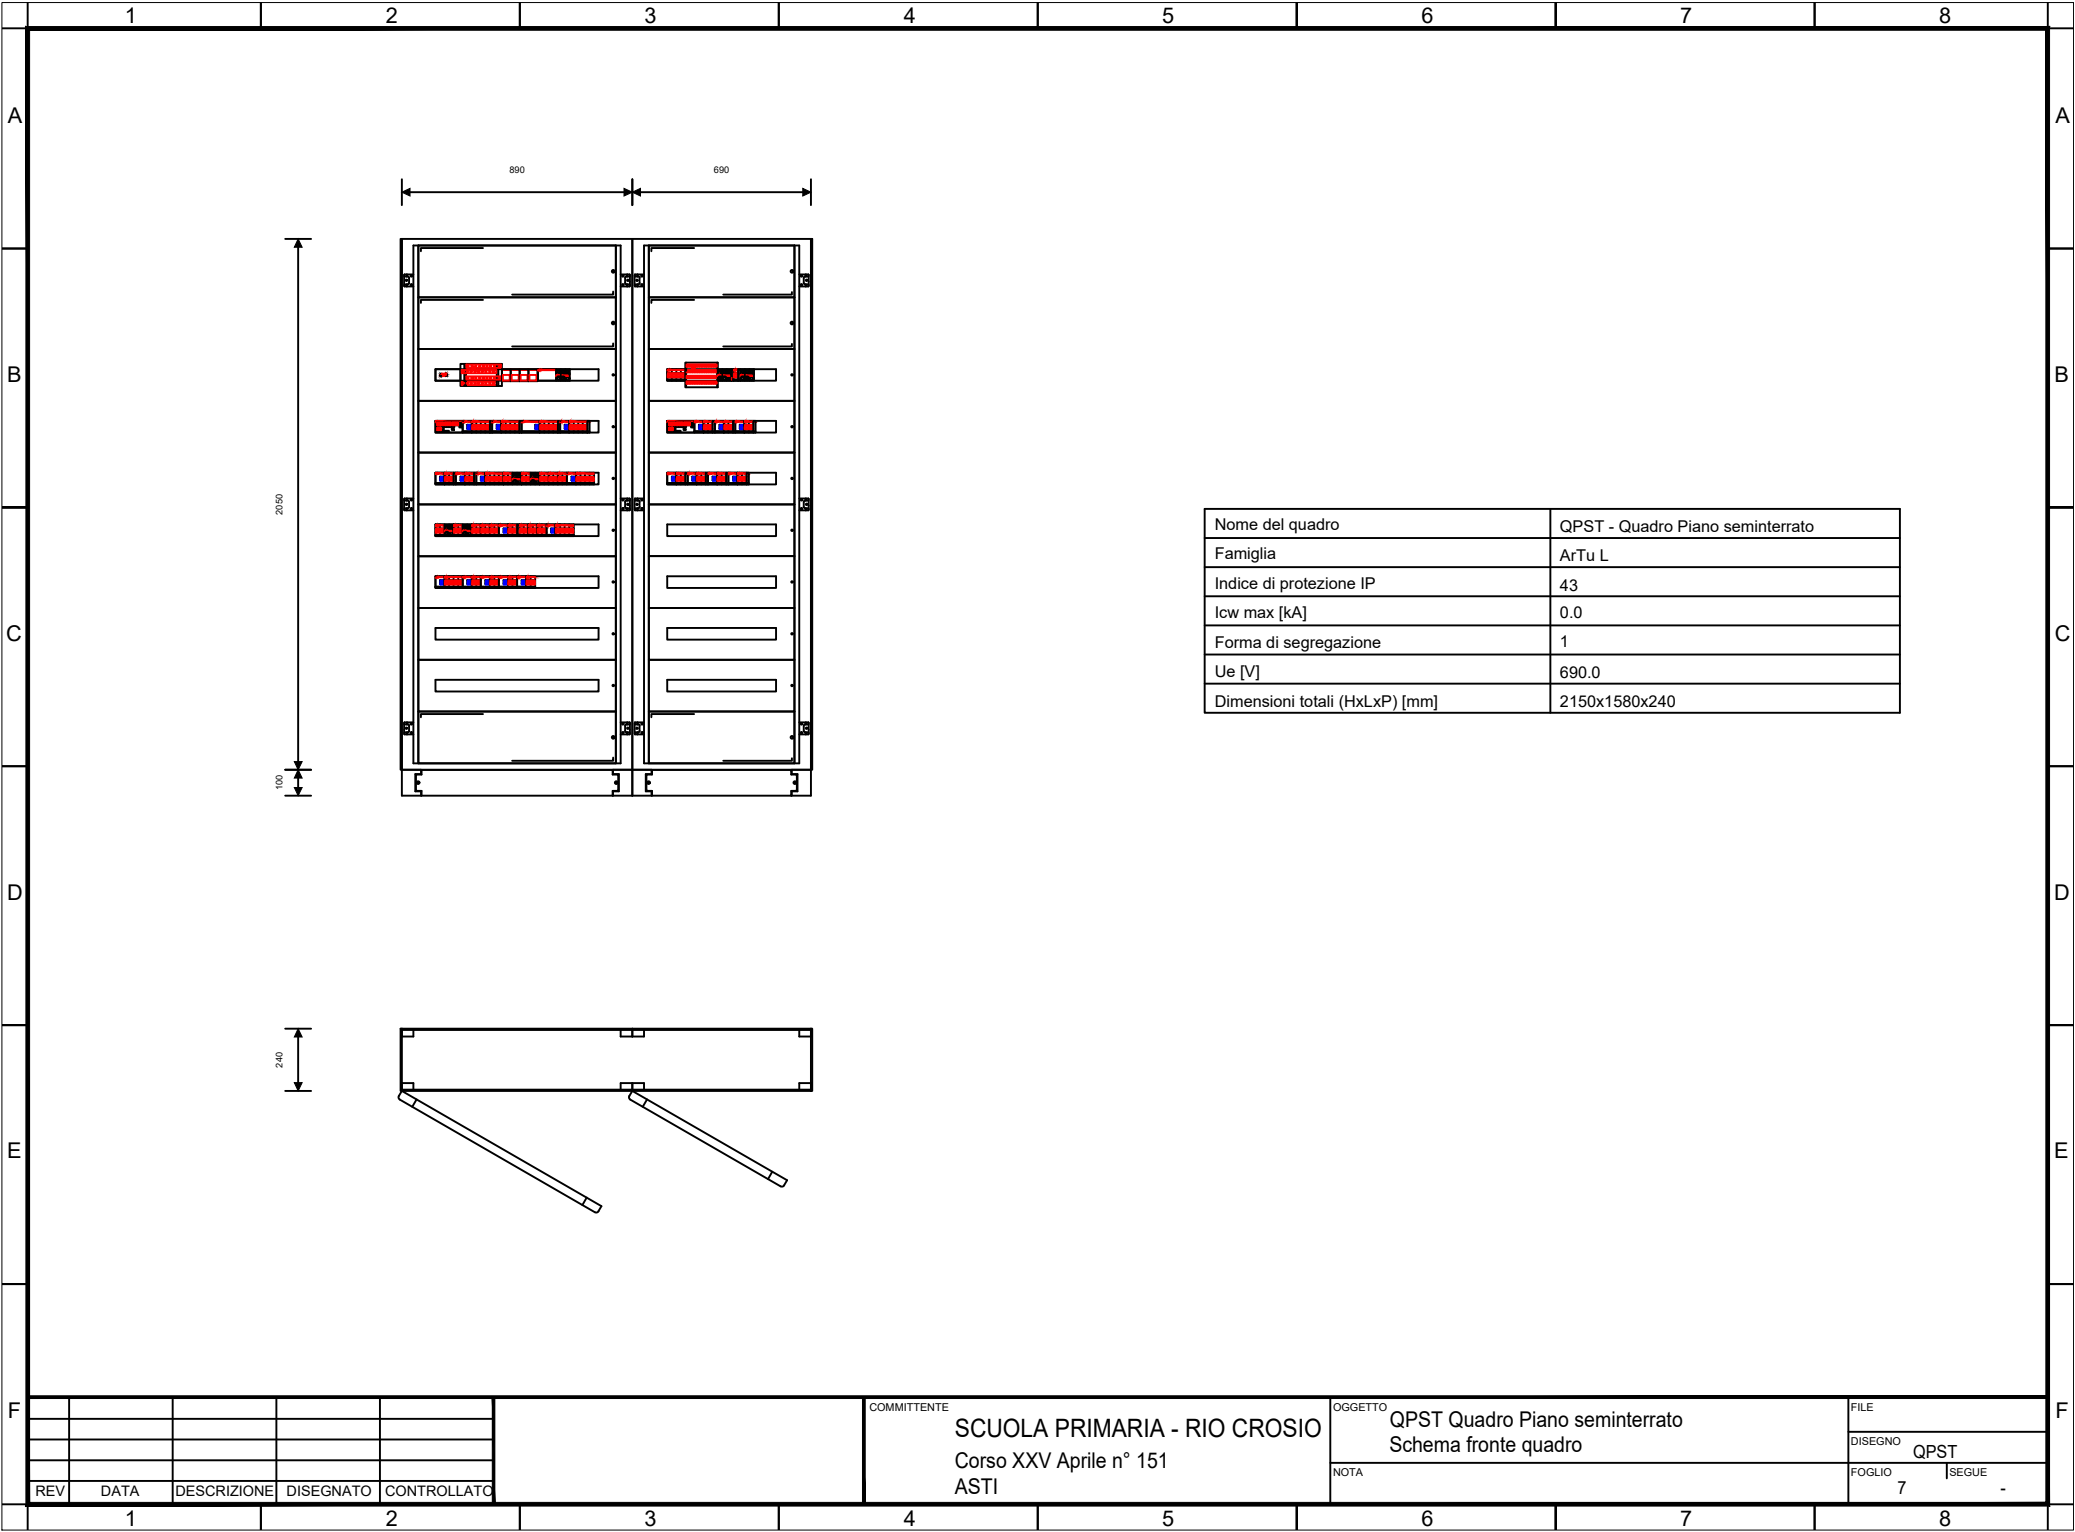 1 2 3 4 5 6 7 8
A A
890 690
B B
2050
Nome del quadro QPST - Quadro Piano seminterrato
Famiglia ArTu L
Indice di protezione IP 43
Icw max [kA] 0.0
Forma di segregazione 1
Ue [V] 690.0
Dimensioni totali (HxLxP) [mm] 2150x1580x240
C C
100
D D
240
E E
F F
COMMITTENTE
SCUOLA PRIMARIA - RIO CROSIO
Corso XXV Aprile n° 151
ASTI
OGGETTO
QPST Quadro Piano seminterrato
Schema fronte quadro
NOTA
FILE
DISEGNO QPST
FOGLIO SEGUE
7 -
REV DATA DESCRIZIONE DISEGNATO CONTROLLATO
1 2 3 4 5 6 7 8